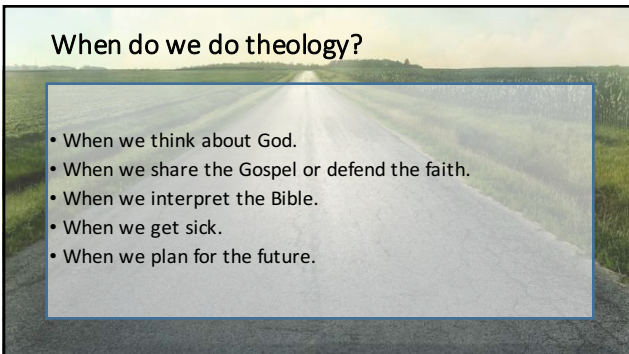 When do we do theology?
• When we think about God.
• When we share the Gospel or defend the faith.
• When we interpret the Bible.
• When we get sick.
• When we plan for the future.